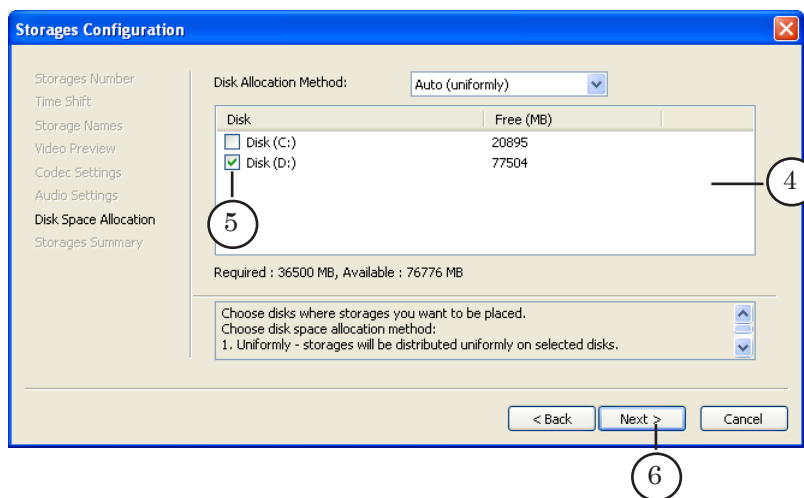 Storages Configuration
Storages Number
Time Shift
Storage Names
Video Preview
Codec Settings
Audio Settings
Disk Space Allocation
Storages Summary
Disk Allocation Method: Auto (uniformly)
Disk Free (MB)
Disk (C:) 20895
Disk (D:) 77504
4
5
Required : 36500 MB, Available : 76776 MB
Choose disks where storages you want to be placed.
Choose disk space allocation method:
1. Uniformly - storages will be distributed uniformly on selected disks.
< Back Next > Cancel
6